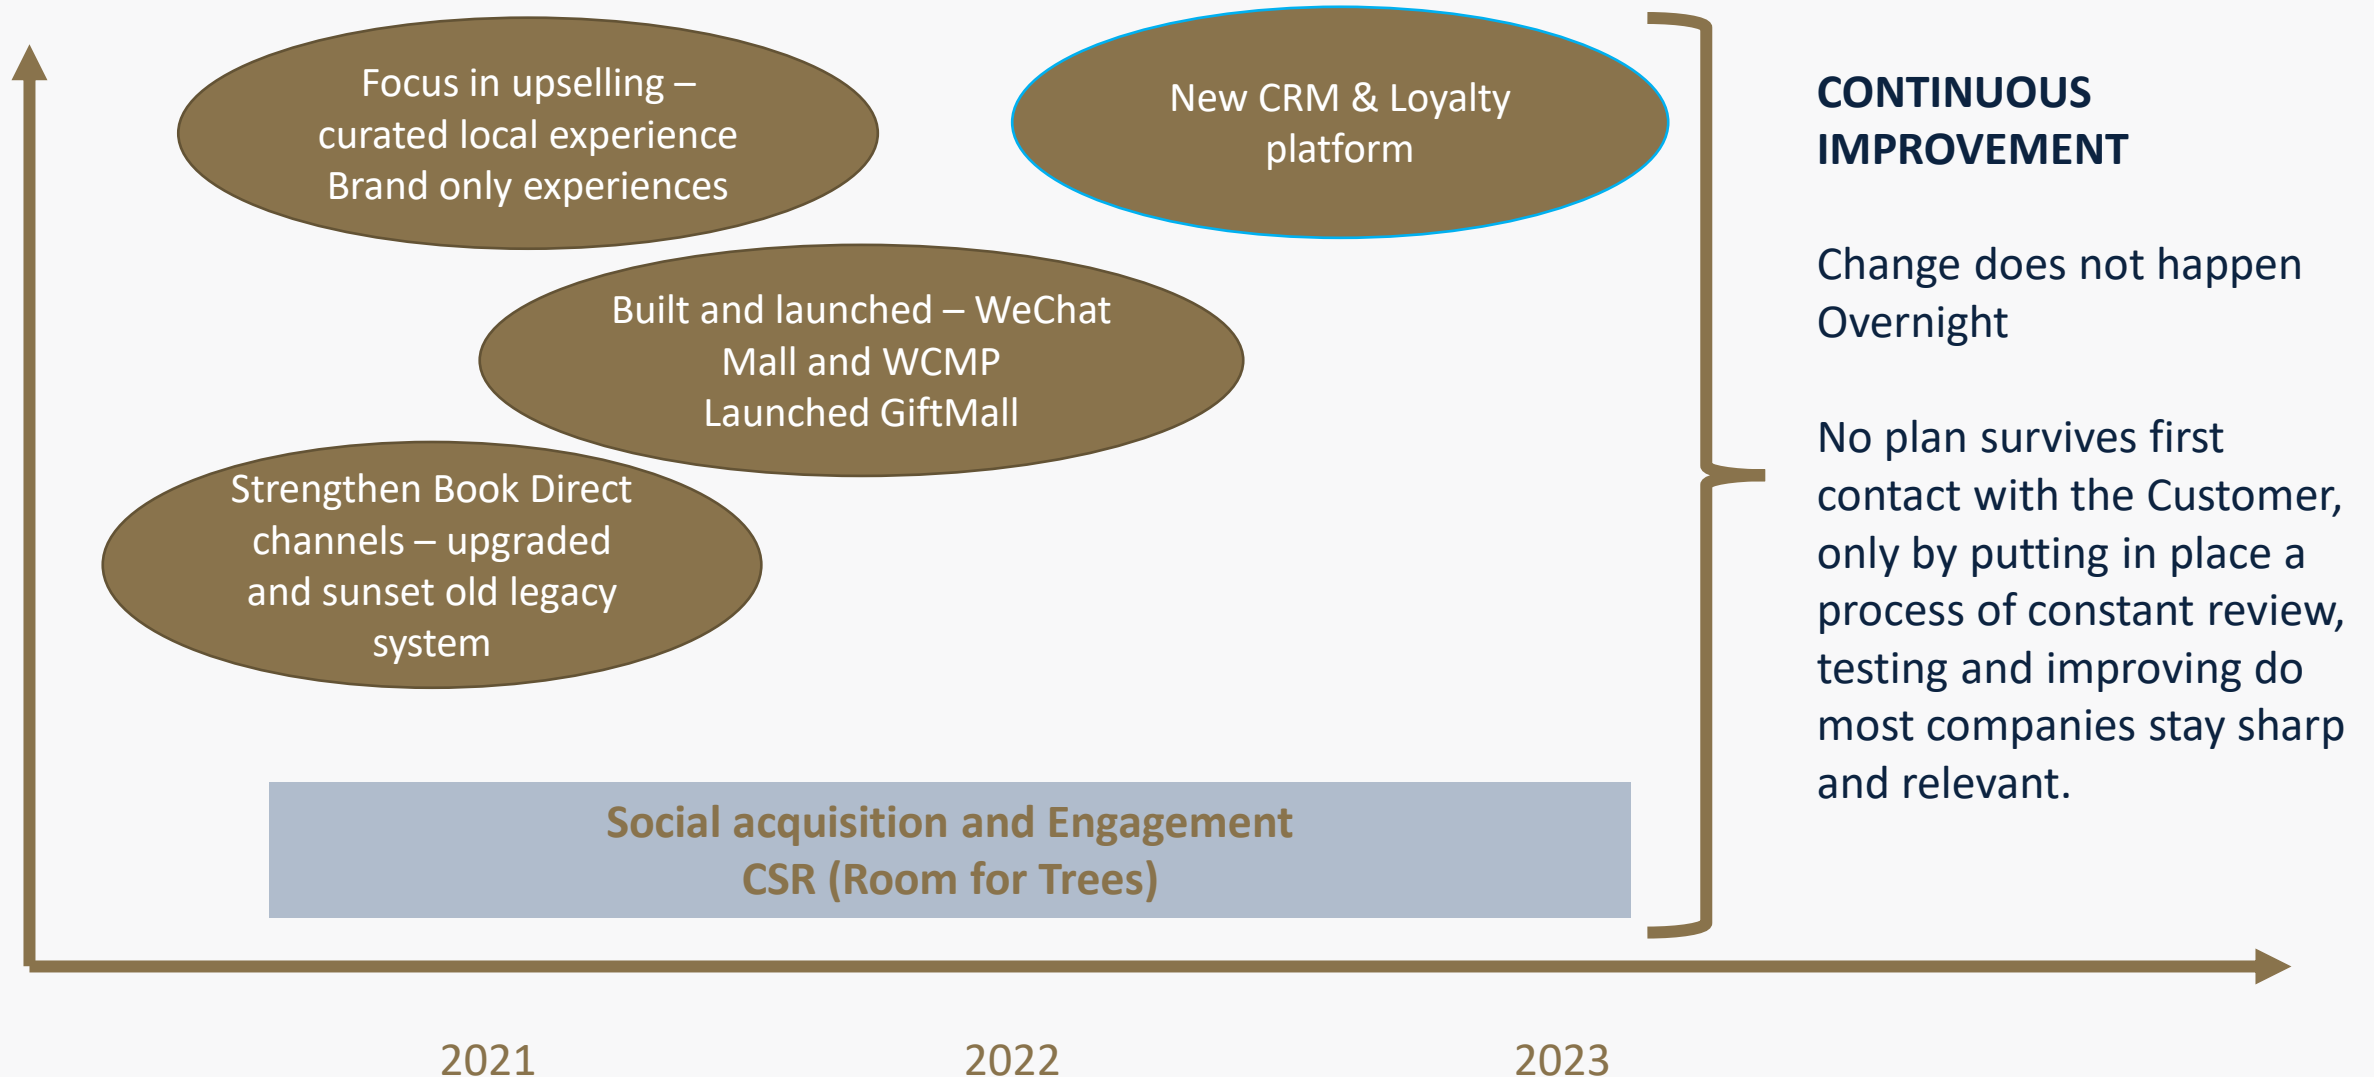 Focus in upselling –
curated local experience
Brand only experiences
New CRM & Loyalty
platform
Built and launched – WeChat
Mall and WCMP
Launched GiftMall
Strengthen Book Direct
channels – upgraded
and sunset old legacy
system
Social acquisition and Engagement
CSR (Room for Trees)
2021
2022
2023
CONTINUOUS
IMPROVEMENT
Change does not happen
Overnight
No plan survives first
contact with the Customer,
only by putting in place a
process of constant review,
testing and improving do
most companies stay sharp
and relevant.